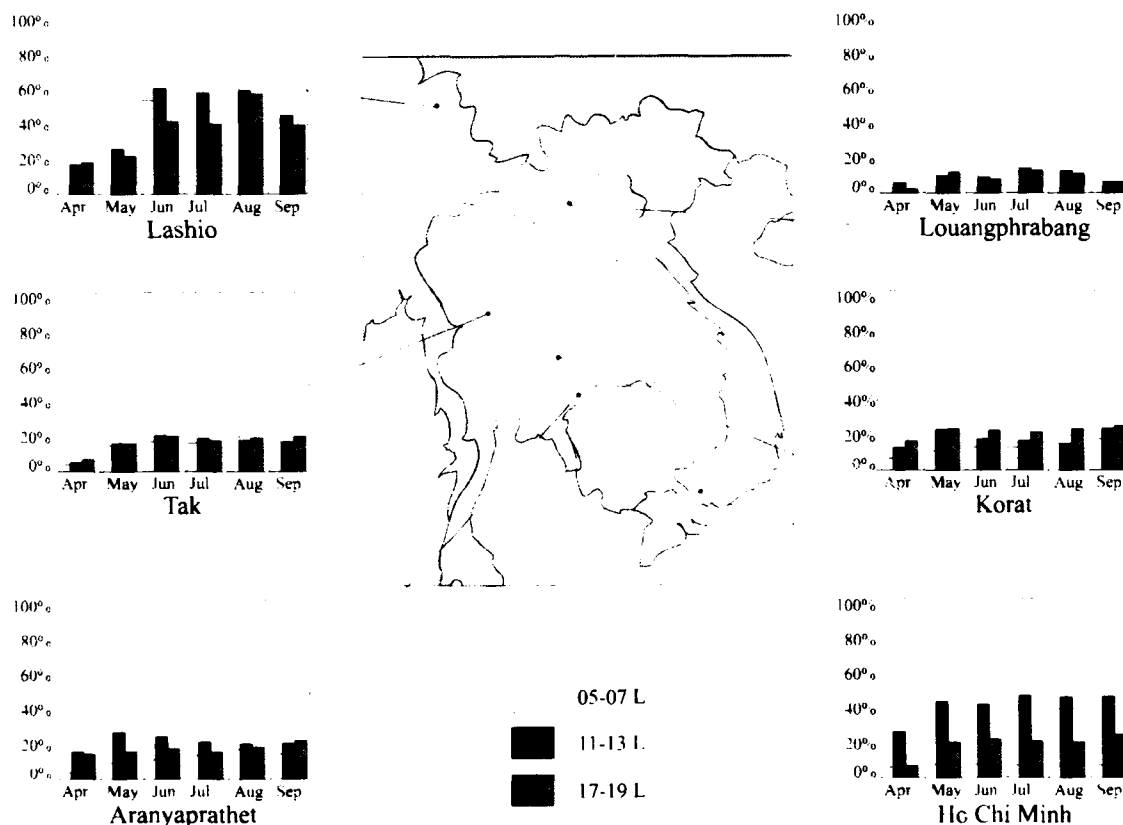 100%
80%
60%
40%
20%
0%
Apr May Jun Jul Aug Sep
Lashio
100%
80%
60%
40%
20%
0%
Apr May Jun Jul Aug Sep
Louangphrabang
100%
80%
60%
40%
20%
0%
Apr May Jun Jul Aug Sep
Tak
100%
80%
60%
40%
20%
0%
Apr May Jun Jul Aug Sep
Korat
100%
80%
60%
40%
20%
0%
Apr May Jun Jul Aug Sep
Aranyaprathet
05-07 L
11-13 L
17-19 L
100%
80%
60%
40%
20%
0%
Apr May Jun Jul Aug Sep
Ho Chi Minh